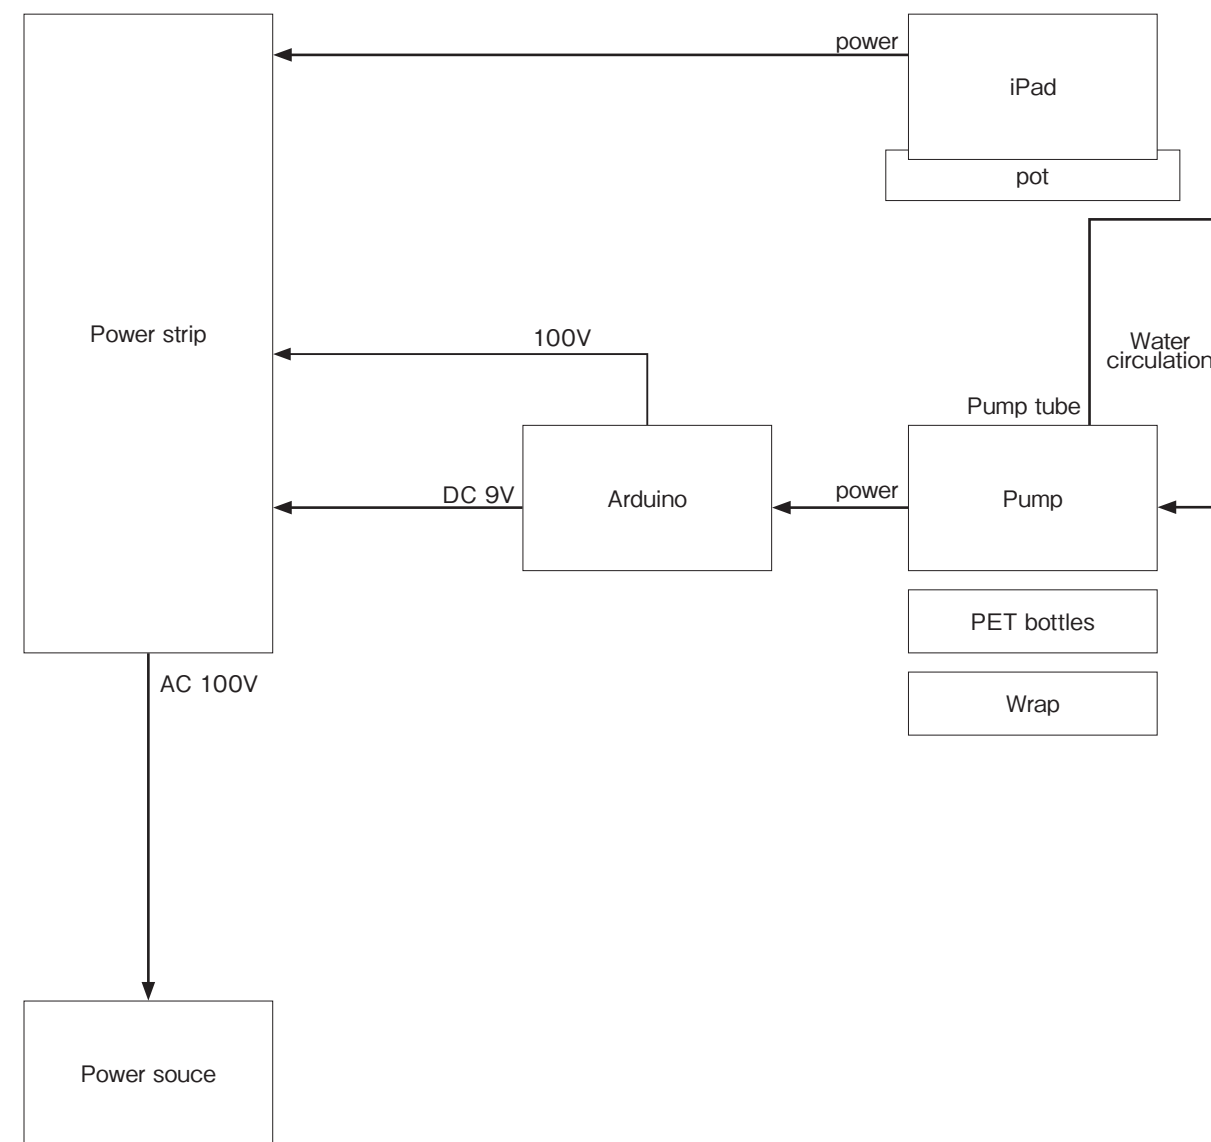 power
iPad
pot
Power strip
100V
Water
circulation
Pump tube
DC 9V
Arduino
power
Pump
PET bottles
AC 100V
Wrap
Power souce